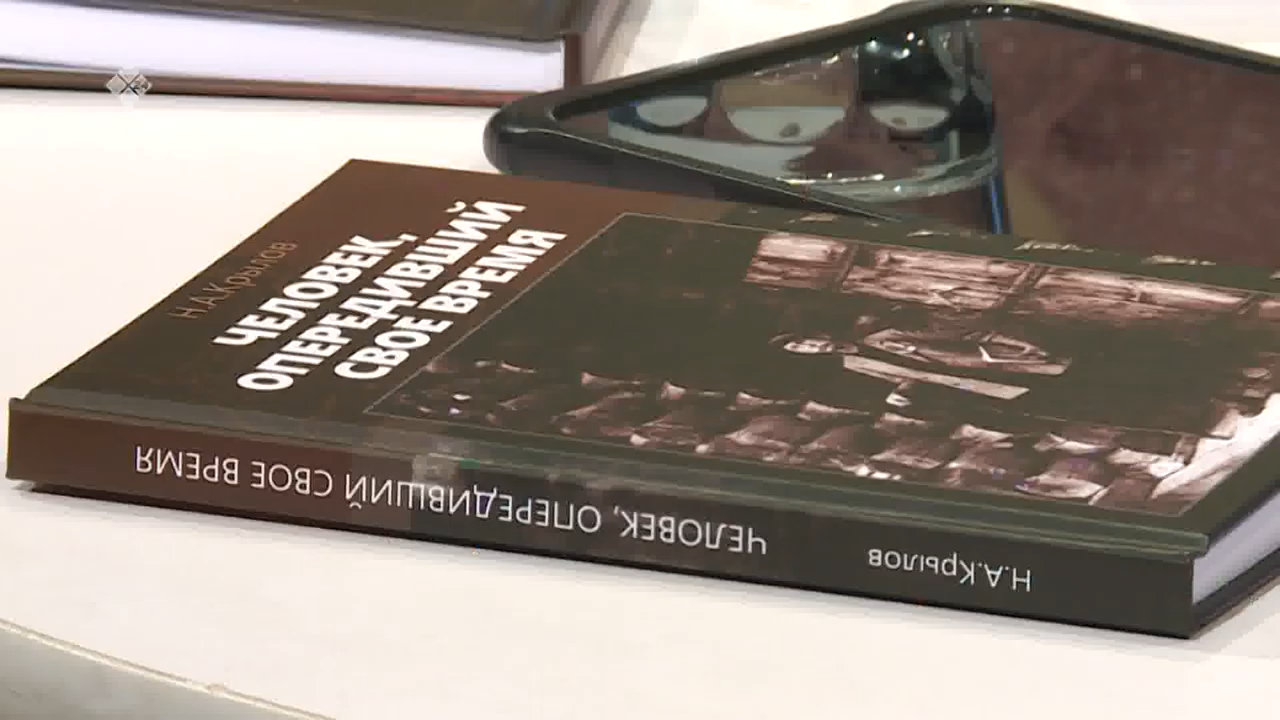 Н.А.Крылов
ЧЕЛОВЕК,
ОПЕРЕДИВШИЙ
СВОЕ ВРЕМЯ
Н.А.Крылов ЧЕЛОВЕК, ОПЕРЕДИВШИЙ СВОЕ ВРЕМЯ